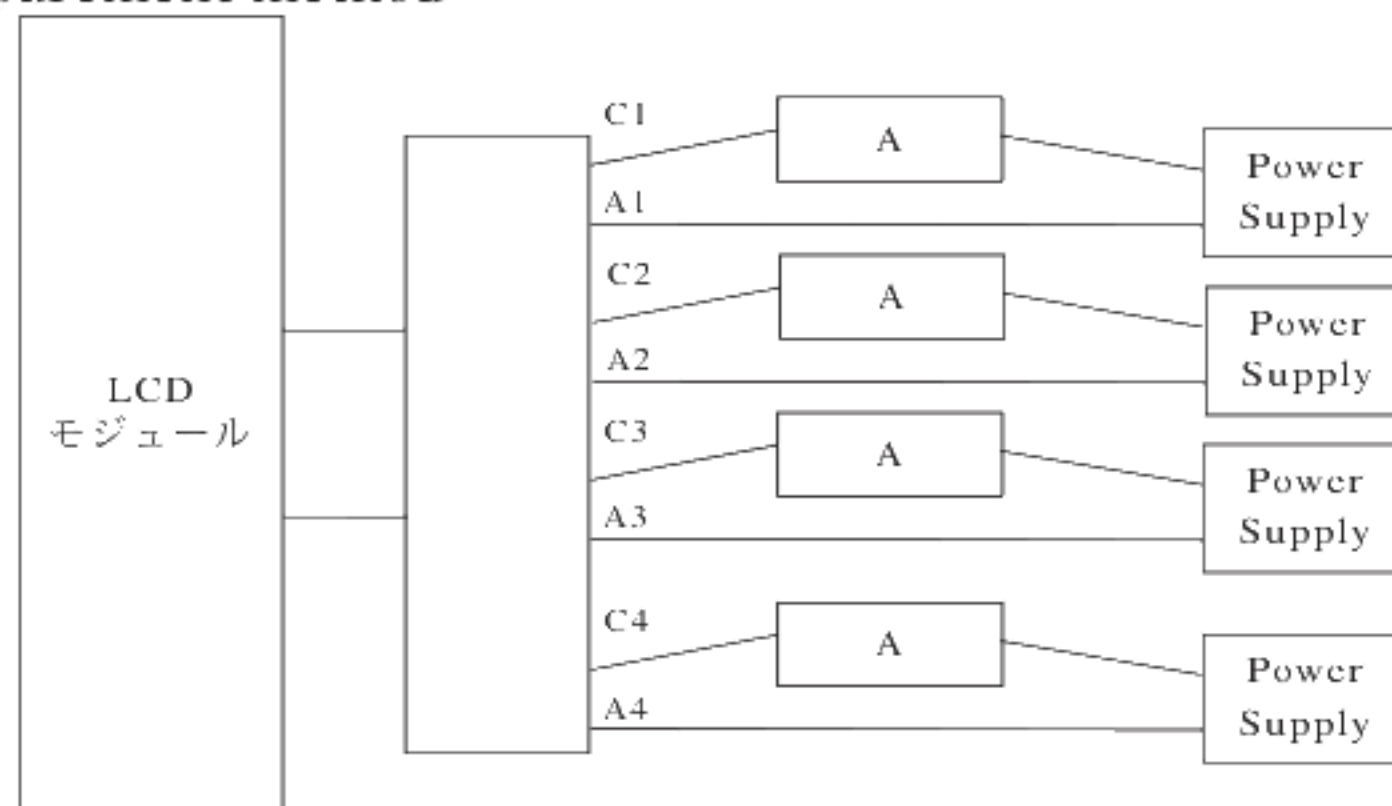 LCD
モジュール
C1
A
Power
Supply
A1
C2
A
Power
Supply
A2
C3
A
Power
Supply
A3
C4
A
Power
Supply
A4